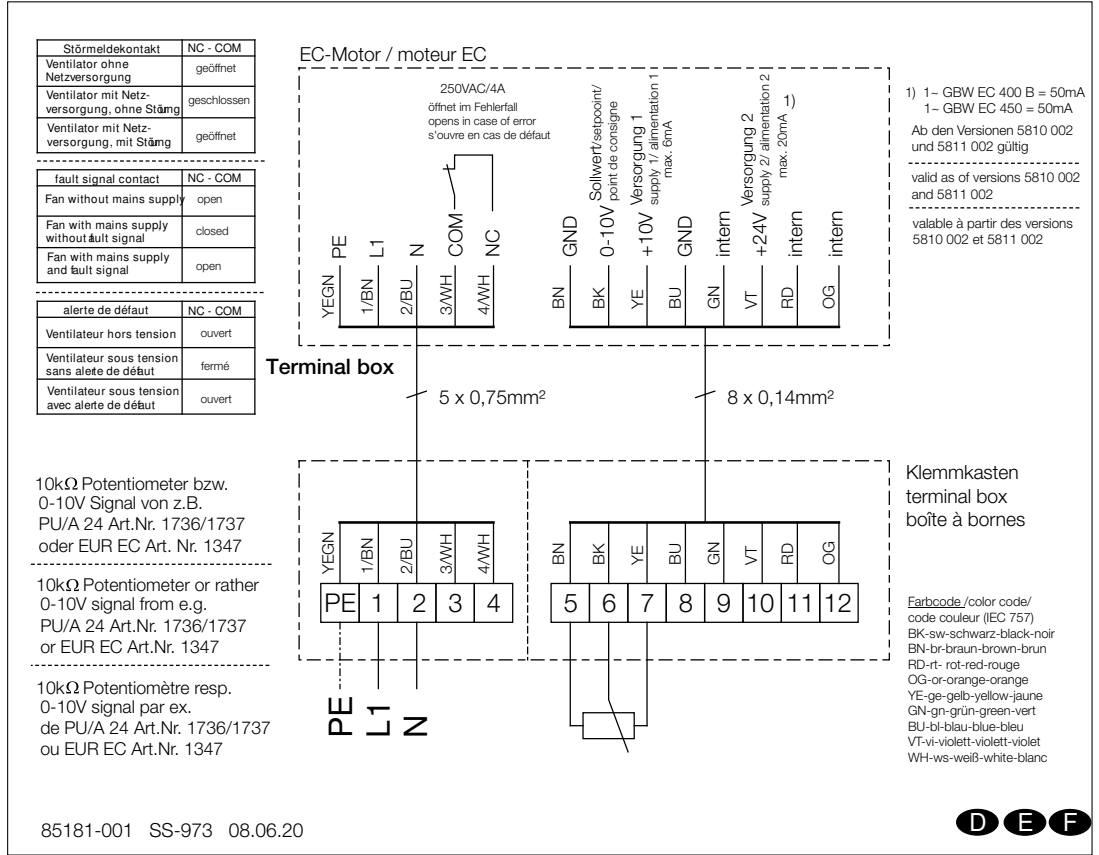 Störmeldekontakt NC - COM
Ventilator ohne
Netzversorgung geöffnet
Ventilator mit Netz-
versorgung, ohne Störung geschlossen
Ventilator mit Netz-
versorgung, mit Störung geöffnet
fault signal contact NC - COM
Fan without mains supply open
Fan with mains supply
without fault signal closed
Fan with mains supply
and fault signal open
alerte de défaut NC - COM
Ventilateur hors tension ouvert
Ventilateur sous tension
sans alerte de défaut fermé
Ventilateur sous tension
avec alerte de défaut ouvert
EC-Motor / moteur EC
250VAC/4A
öffnet im Fehlerfall
opens in case of error
s'ouvre en cas de défaut
PE
L1
N
COM
NC
GND
0-10V Sollwert/setpooint/
point de consigne
+10V Versorgung 1
supply 1/ alimentation 1
max. 6mA
GND
intern
+24V Versorgung 2
supply 2/ alimentation 2
max. 20mA 1)
intern
intern
YEGN
1/BN
2/BU
3/WH
4/WH
BN
BK
YE
BU
GN
VT
RD
OG
1) 1~ GBW EC 400 B = 50mA
1~ GBW EC 450 = 50mA
Ab den Versionen 5810 002
und 5811 002 gültig
valid as of versions 5810 002
and 5811 002
valable à partir des versions
5810 002 et 5811 002
Terminal box
5 x 0,75mm²
8 x 0,14mm²
10kΩ Potentiometer bzw.
0-10V Signal von z.B.
PU/A 24 Art.Nr. 1736/1737
oder EUR EC Art. Nr. 1347
10kΩ Potentiometer or rather
0-10V signal from e.g.
PU/A 24 Art.Nr. 1736/1737
or EUR EC Art.Nr. 1347
10kΩ Potentiomètre resp.
0-10V signal par ex.
de PU/A 24 Art.Nr. 1736/1737
ou EUR EC Art.Nr. 1347
YEGN
1/BN
2/BU
3/WH
4/WH
BN
BK
YE
BU
GN
VT
RD
OG
PE 1 2 3 4
5 6 7 8 9 10 11 12
PE
L1
N
Klemmkasten
terminal box
boîte à bornes
Farbcode /color code/
code couleur (IEC 757)
BK-sw-schwarz-black-noir
BN-br-braun-brown-brun
RD-rt- rot-red-rouge
OG-or-orange-orange
YE-ge-gelb-yellow-jaune
GN-gn-grün-green-vert
BU-bl-blau-blue-bleu
VT-vi-violett-violett-violet
WH-ws-weiß-white-blanc
85181-001 SS-973 08.06.20
D E F